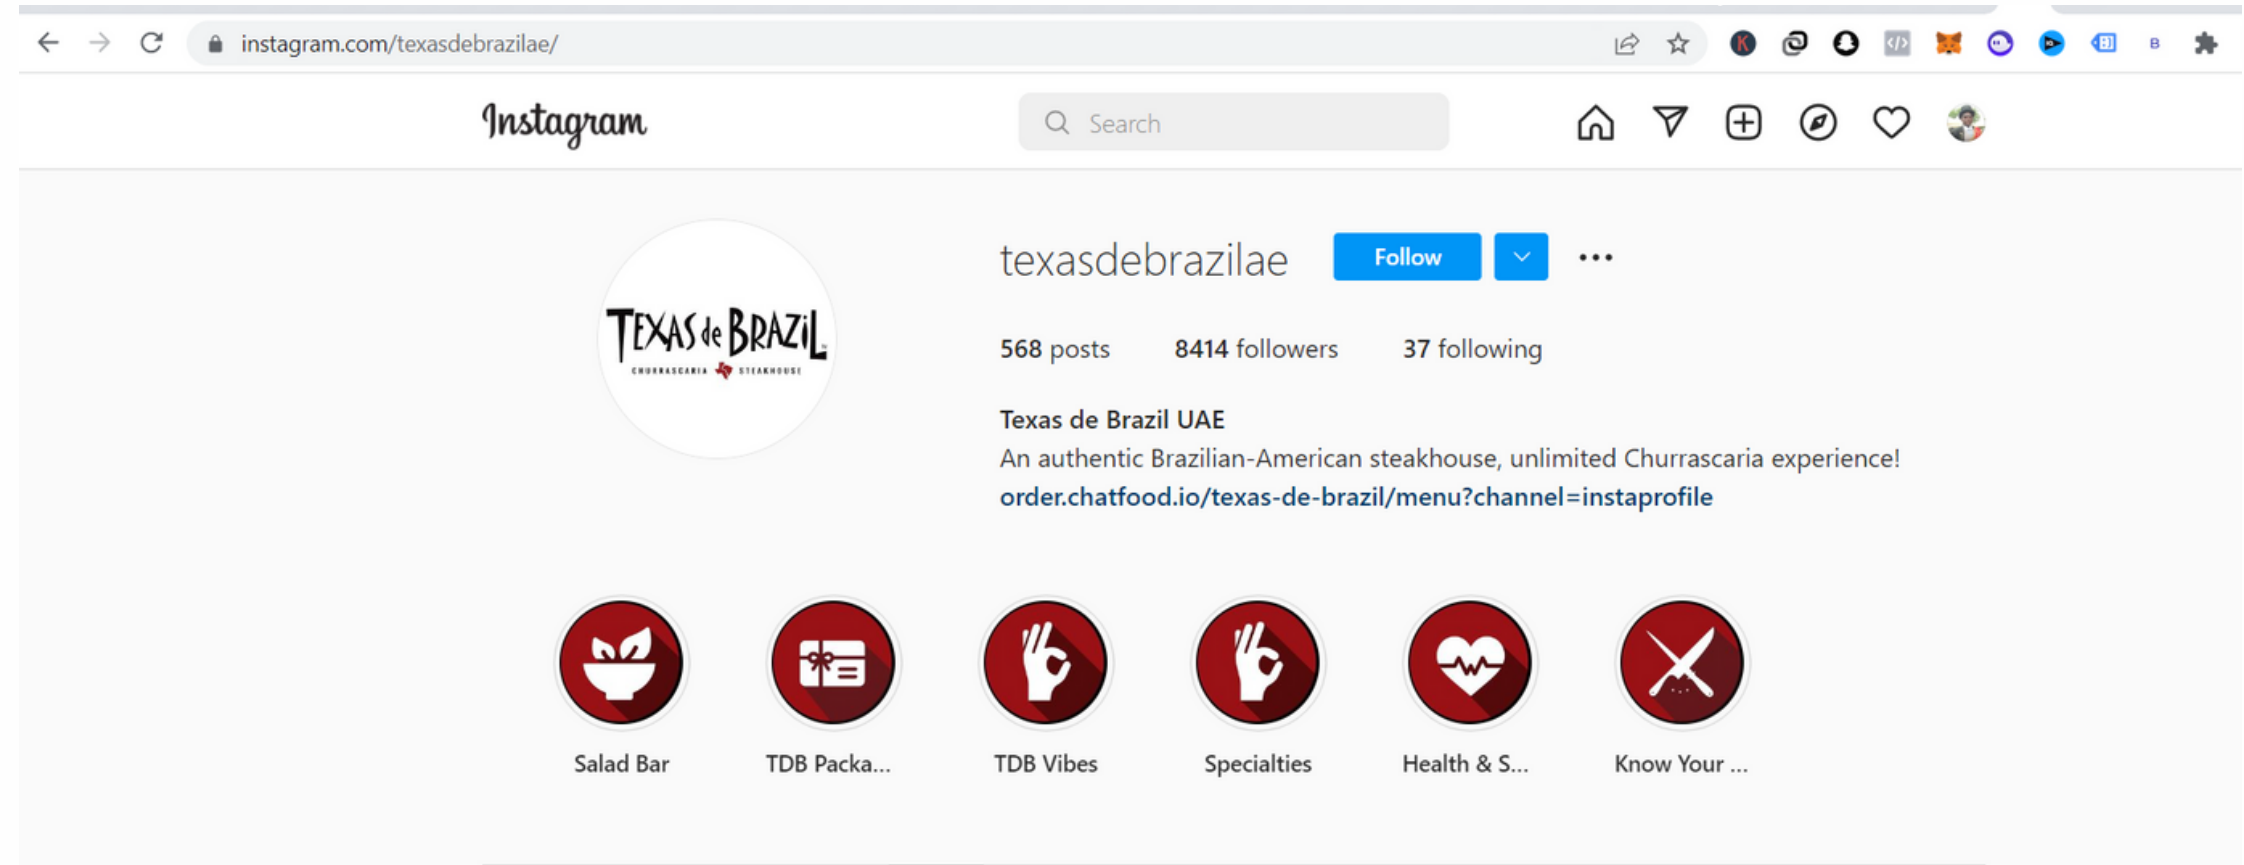 instagram.com/texasdebrazilae/
Instagram
Search
texasdebrazilae
Follow
568 posts 8414 followers 37 following
TEXAS de BRAZiL
CHURRASCARIA STEAKHOUSE
Texas de Brazil UAE
An authentic Brazilian-American steakhouse, unlimited Churrascaria experience!
order.chatfood.io/texas-de-brazil/menu?channel=instaprofile
Salad Bar
TDB Packa...
TDB Vibes
Specialties
Health & S...
Know Your ...